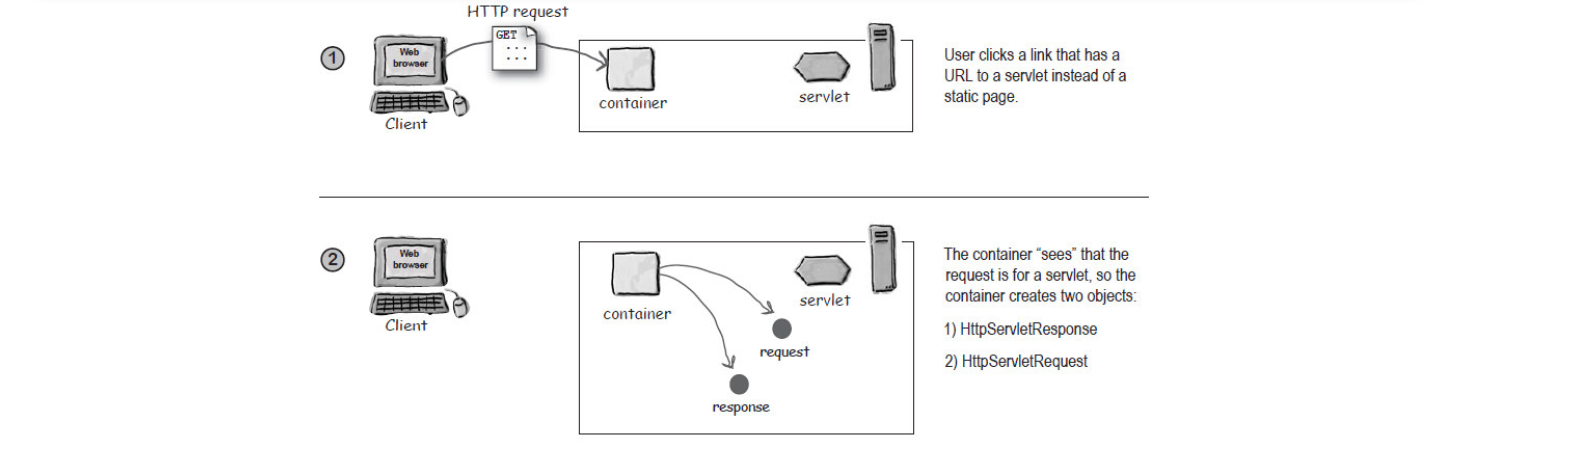 HTTP request
GET
1
Web
browser
Client
container
servlet
User clicks a link that has a
URL to a servlet instead of a
static page.
2
Web
browser
Client
container
servlet
request
response
The container “sees” that the
request is for a servlet, so the
container creates two objects:
1) HttpServletResponse
2) HttpServletRequest